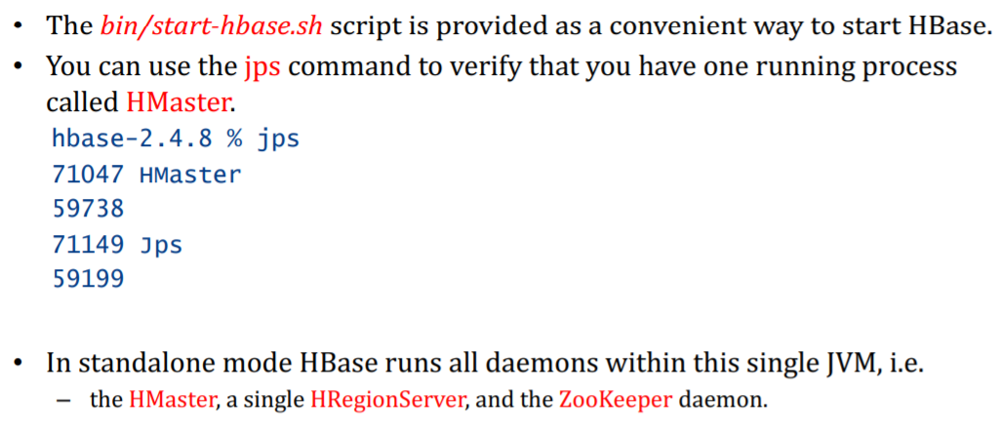 • The bin/start-hbase.sh script is provided as a convenient way to start HBase.
• You can use the jps command to verify that you have one running process
called HMaster.
hbase-2.4.8 % jps
71047 HMaster
59738
71149 Jps
59199
• In standalone mode HBase runs all daemons within this single JVM, i.e.
– the HMaster, a single HRegionServer, and the ZooKeeper daemon.